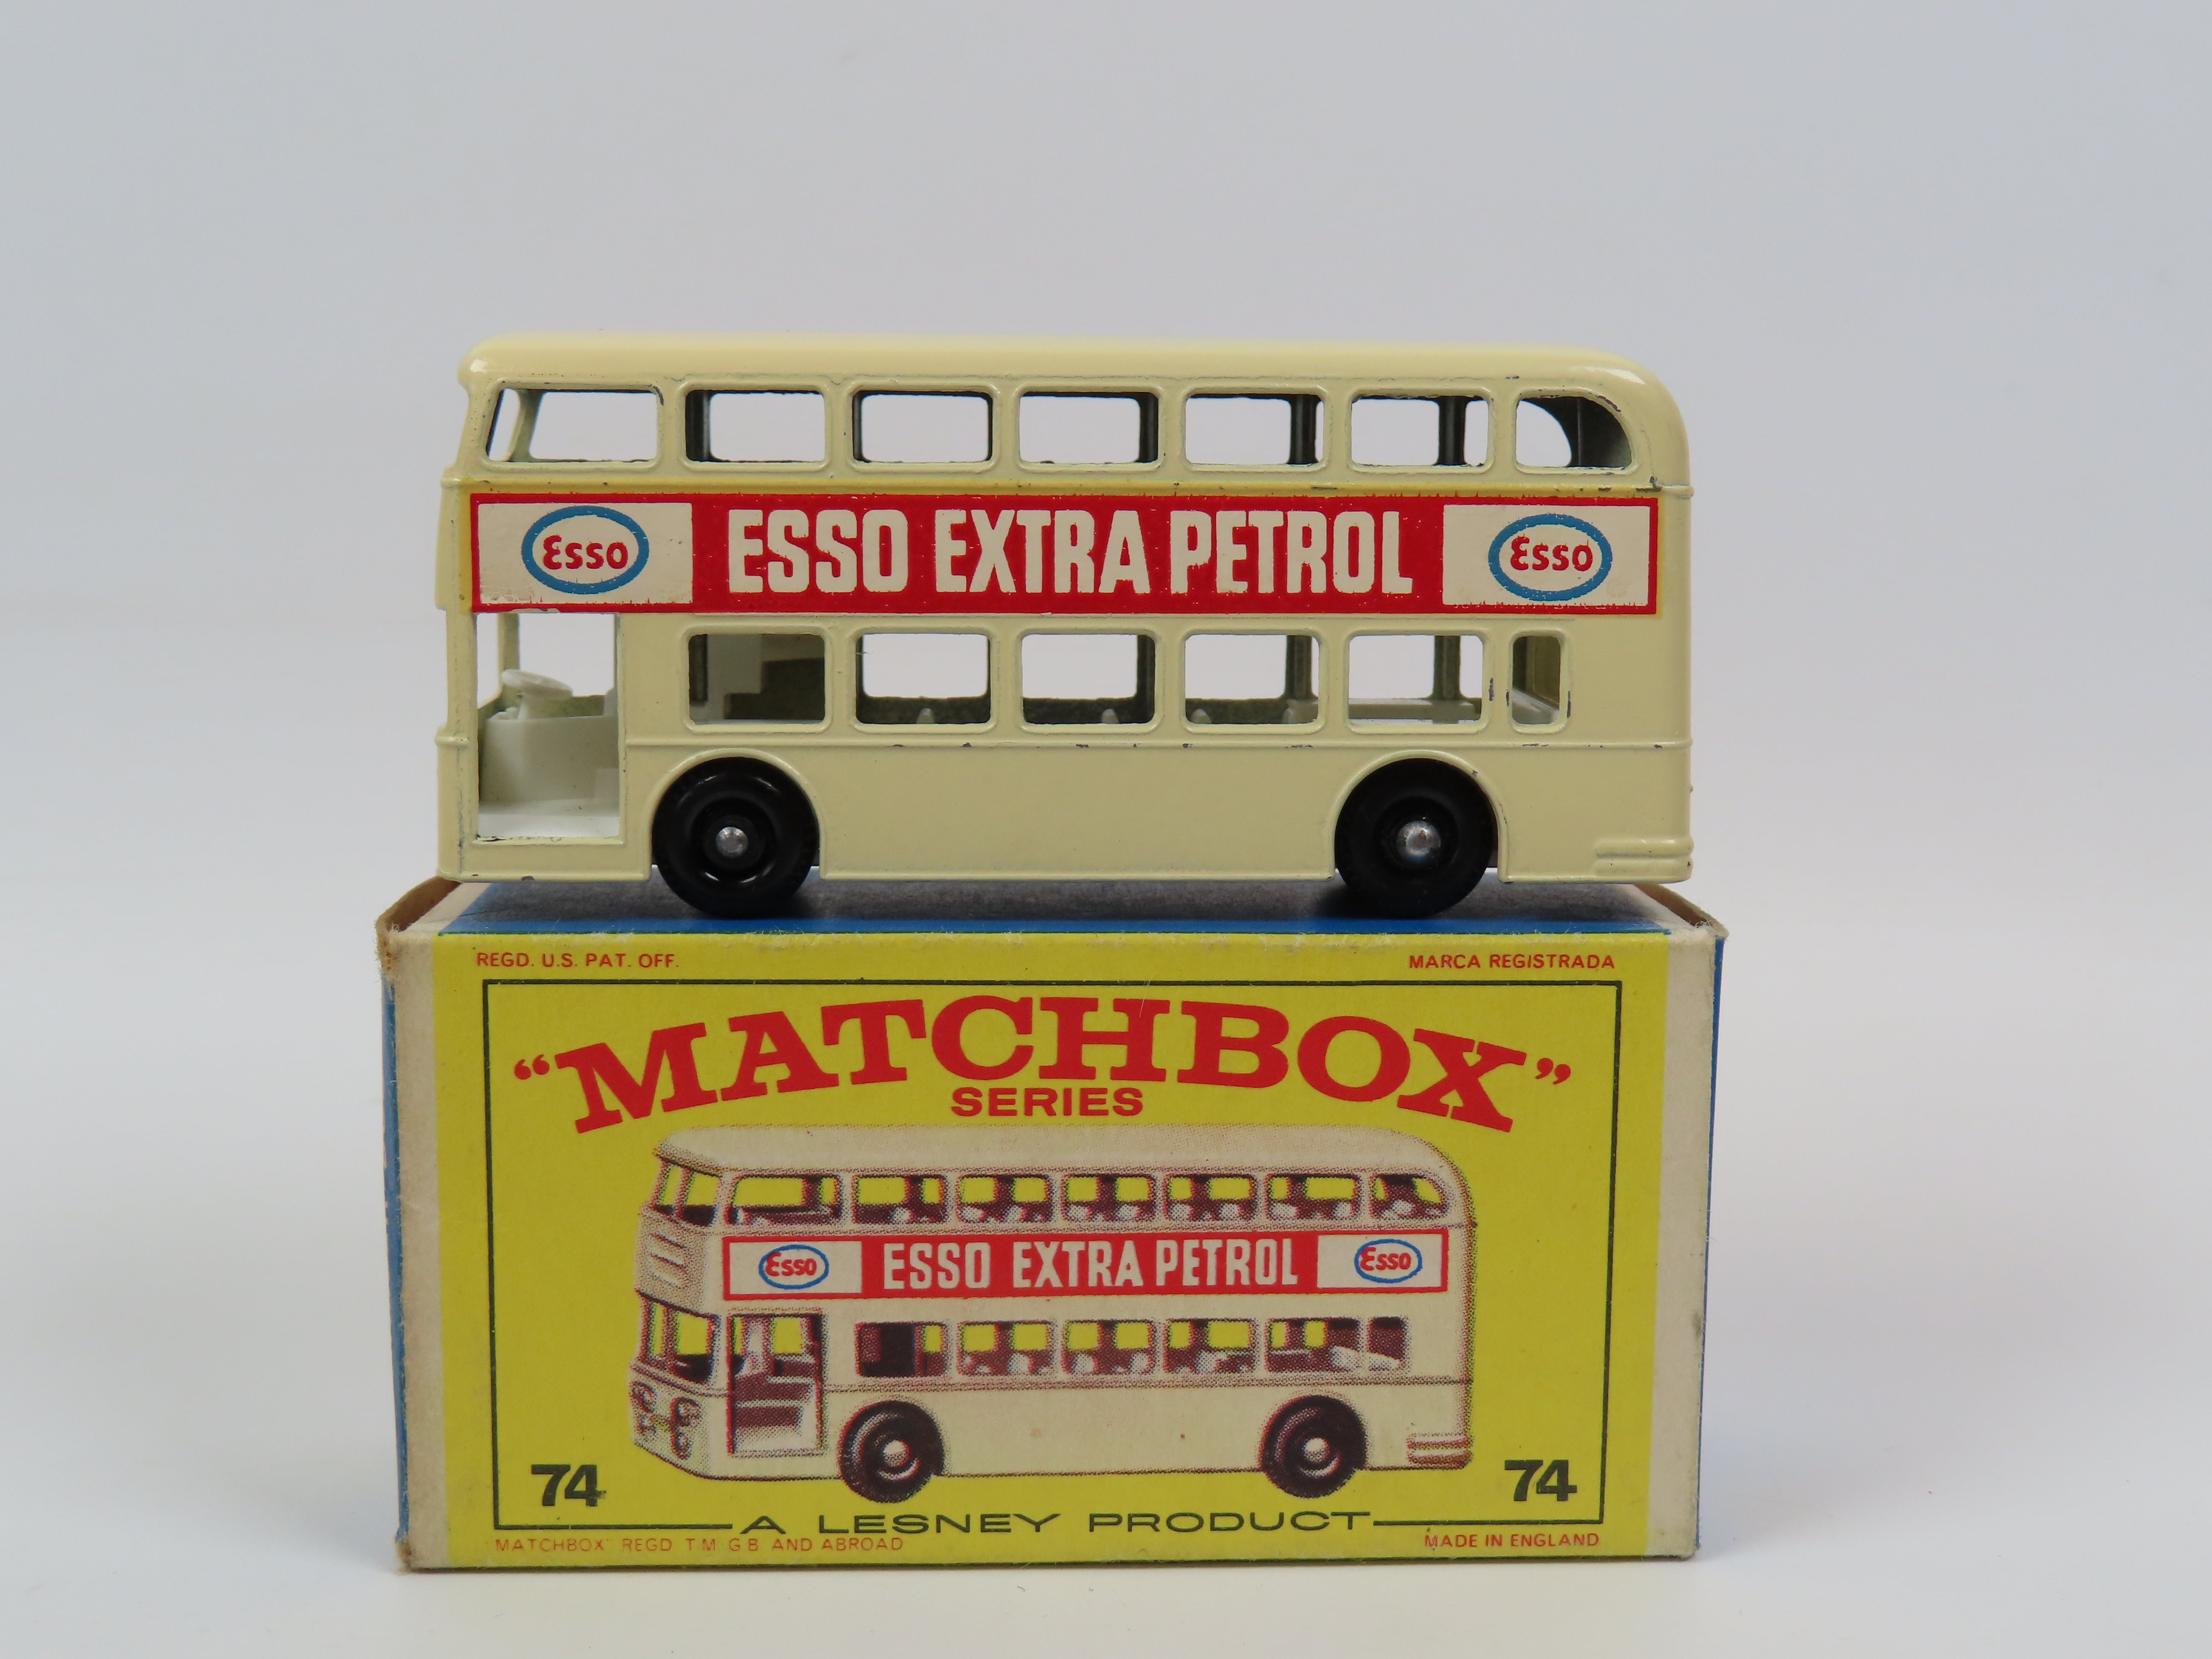 Esso ESSO EXTRA PETROL Esso
REGD. U.S. PAT. OFF. MARCA REGISTRADA
"MATCHBOX"
SERIES
Esso ESSO EXTRA PETROL Esso
74 74
A LESNEY PRODUCT
"MATCHBOX" REGD T.M. G.B. AND ABROAD MADE IN ENGLAND